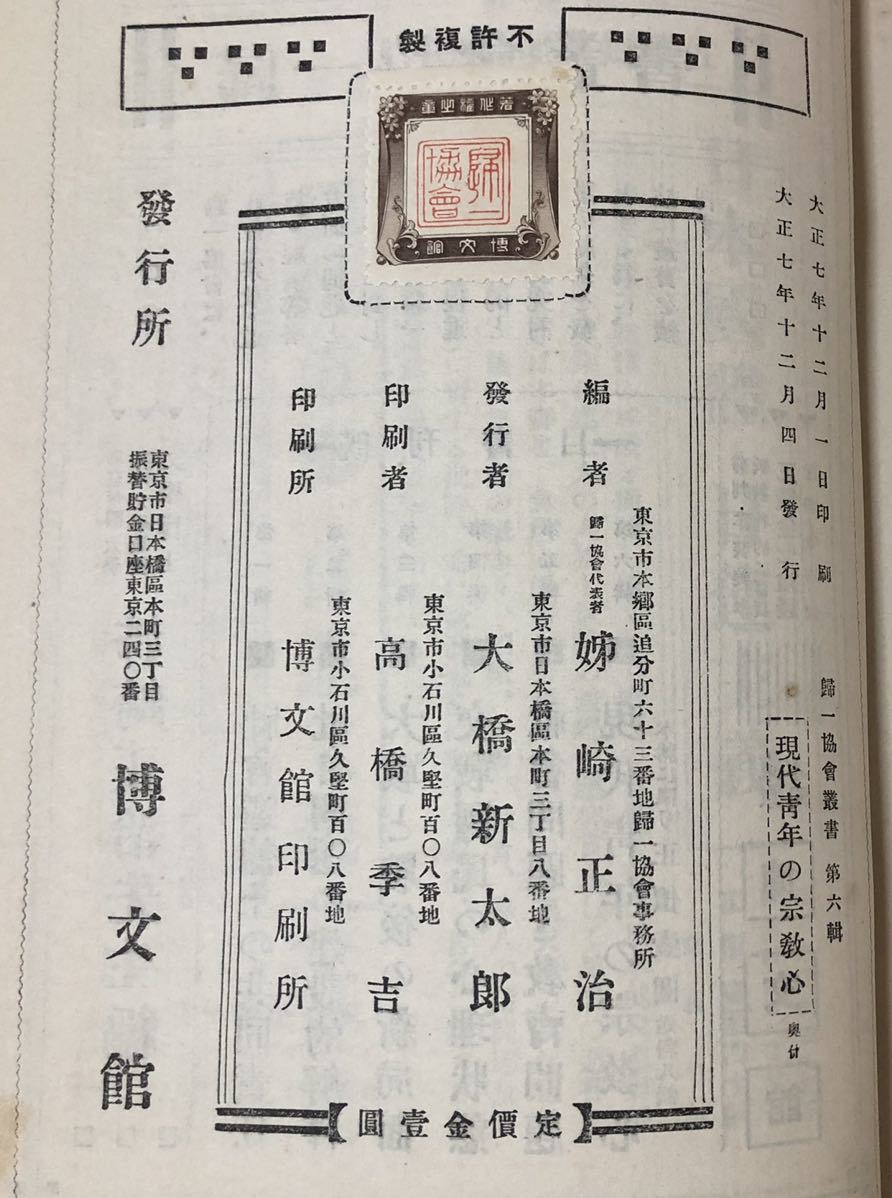 不許複製
著作權之章
歸一協會
博文館
大正七年十二月一日印刷
大正七年十二月四日發行
歸一協會叢書 第六輯
現代青年の宗敎心
奥付
東京市本鄕區追分町六十三番地歸一協會事務所
編者 歸一協會代表者 姊崎正治
東京市日本橋區本町三丁目八番地
發行者 大橋新太郎
東京市小石川區久堅町百〇八番地
印刷者 高橋季吉
東京市小石川區久堅町百〇八番地
印刷所 博文館印刷所
定價金壹圓
發行所
東京市日本橋區本町三丁目
振替貯金口座東京二四〇番
博文館